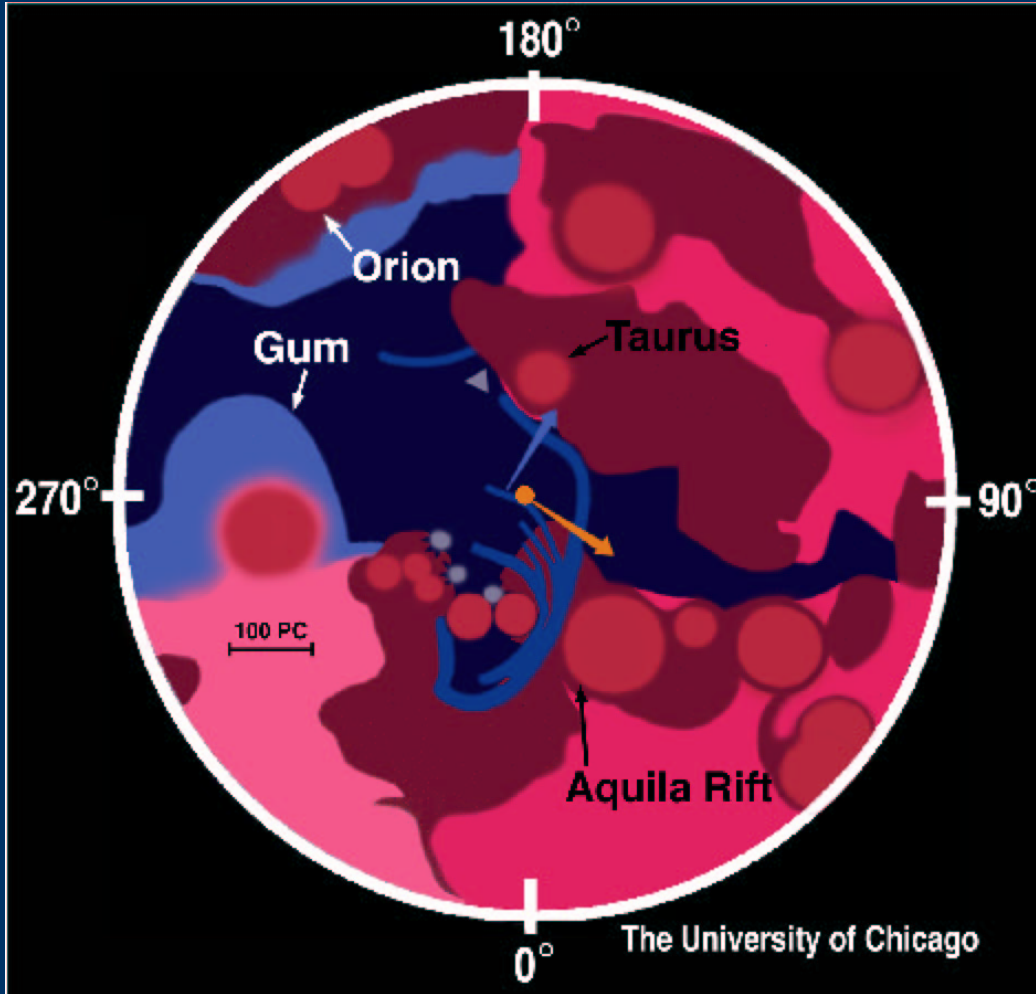 180°
Orion
Gum
Taurus
270°
90°
100 PC
Aquila Rift
The University of Chicago
0°